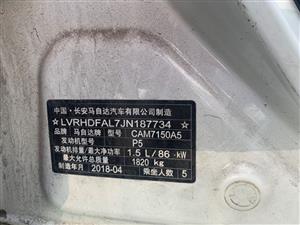 中国·长安马自达汽车有限公司制造
☆LVRHDFAL7JN187734☆
品牌 马自达牌 型号 CAM7150A5
发动机型号 P5
发动机排量/最大净功率 1.5 L/86 kW
最大允许总质量 1820 kg
制造年月 2018-04 乘坐人数 5